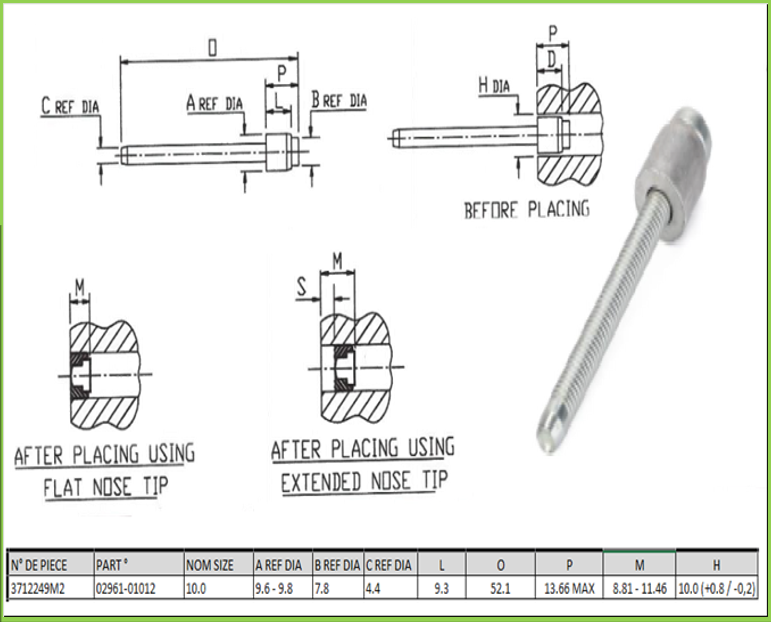 O
P
L
C REF DIA
A REF DIA
B REF DIA
P
D
H DIA
BEFORE PLACING
M
AFTER PLACING USING
FLAT NOSE TIP
M
S
AFTER PLACING USING
EXTENDED NOSE TIP
N° DE PIECE PART ° NOM SIZE A REF DIA B REF DIA C REF DIA L O P M H
3712249M2 02961-01012 10.0 9.6 - 9.8 7.8 4.4 9.3 52.1 13.66 MAX 8.81 - 11.46 10.0 (+0.8 / -0,2)